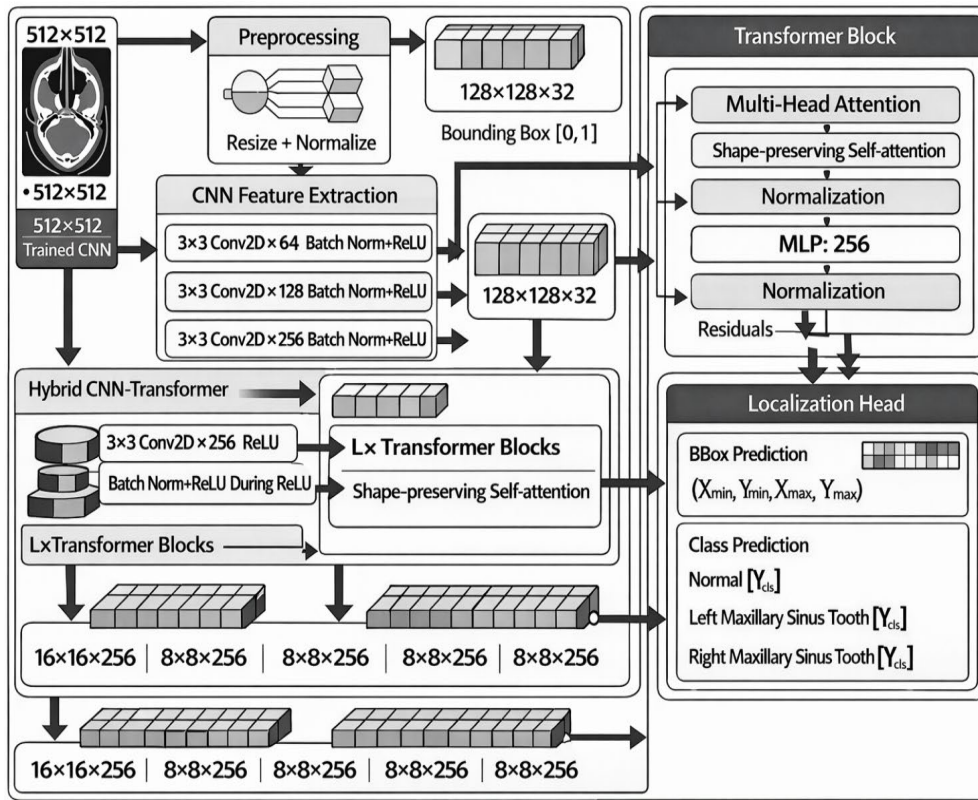 512×512
•512×512
512×512
Trained CNN
Preprocessing
Resize + Normalize
128×128×32
Bounding Box [0,1]
CNN Feature Extraction
3×3 Conv2D×64 Batch Norm+ReLU
3×3 Conv2D×128 Batch Norm+ReLU
3×3 Conv2D×256 Batch Norm+ReLU
128×128×32
Transformer Block
Multi-Head Attention
Shape-preserving Self-attention
Normalization
MLP: 256
Normalization
Residuals
Hybrid CNN-Transformer
3×3 Conv2D×256 ReLU
Batch Norm+ReLU During ReLU
L×Transformer Blocks
L× Transformer Blocks
Shape-preserving Self-attention
Localization Head
BBox Prediction
(Xmin, Ymin, Xmax, Ymax)
Class Prediction
Normal [Ycls]
Left Maxillary Sinus Tooth [Ycls]
Right Maxillary Sinus Tooth [Ycls]
16×16×256 | 8×8×256 | 8×8×256 | 8×8×256 | 8×8×256
16×16×256 | 8×8×256 | 8×8×256 | 8×8×256 | 8×8×256